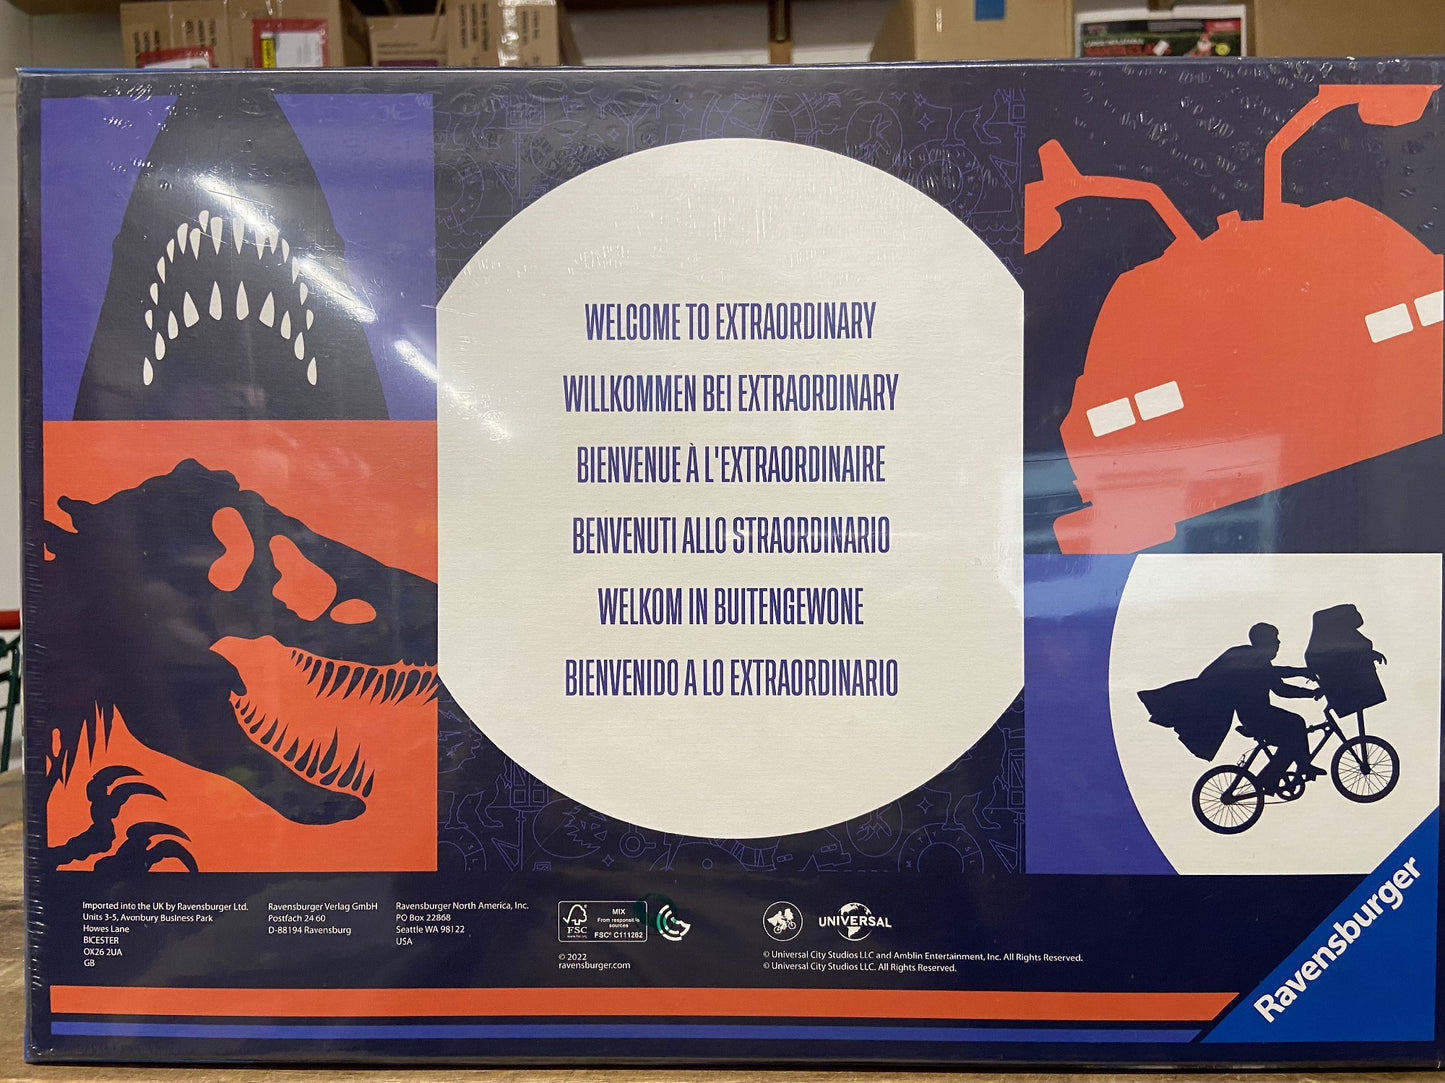 WELCOME TO EXTRAORDINARY
WILLKOMMEN BEI EXTRAORDINARY
BIENVENUE À L'EXTRAORDINAIRE
BENVENUTI ALLO STRAORDINARIO
WELKOM IN BUITENGEWONE
BIENVENIDO A LO EXTRAORDINARIO
Imported into the UK by Ravensburger Ltd.
Units 3-5, Avonbury Business Park
Howes Lane
BICESTER
OX26 2UA
GB
Ravensburger Verlag GmbH
Postfach 24 60
D-88194 Ravensburg
Ravensburger North America, Inc.
PO Box 22868
Seattle WA 98122
USA
FSC
MIX
From responsible
sources
FSC® C111262
© 2022
ravensburger.com
UNIVERSAL
© Universal City Studios LLC and Amblin Entertainment, Inc. All Rights Reserved.
© Universal City Studios LLC. All Rights Reserved.
Ravensburger